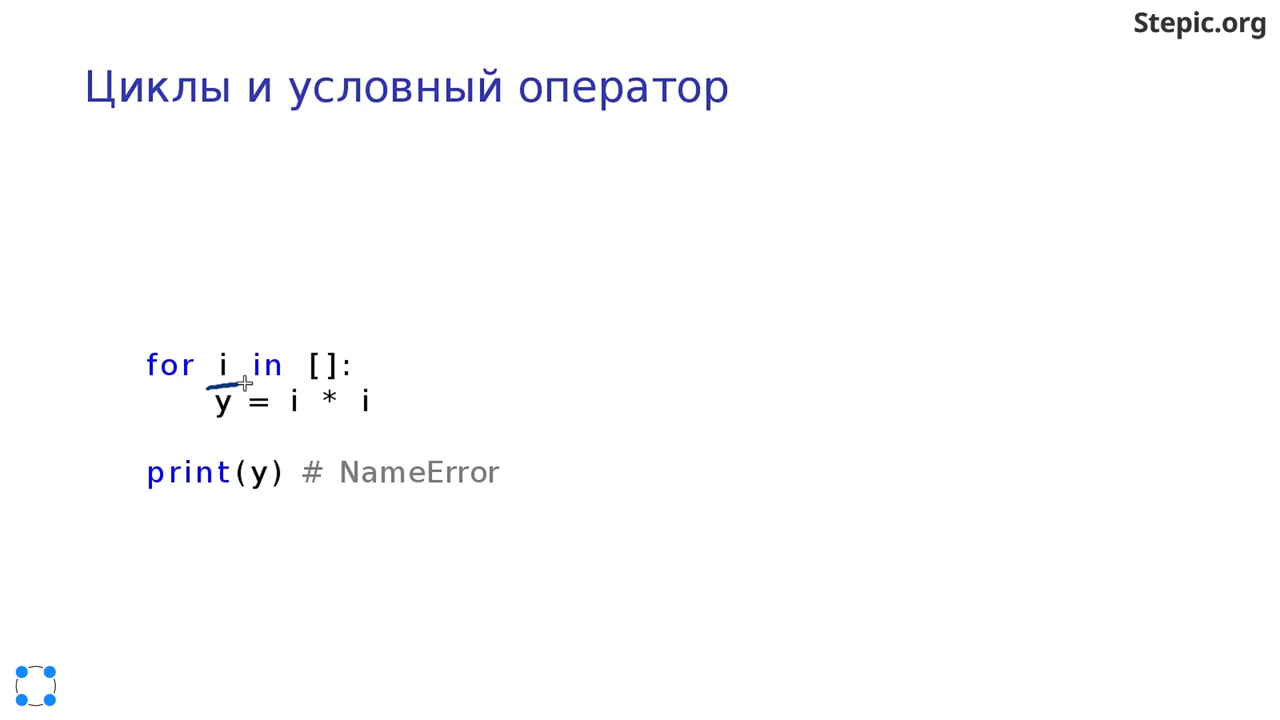 Stepic.org
Циклы и условный оператор
for i in []:
    y = i * i
print(y) # NameError